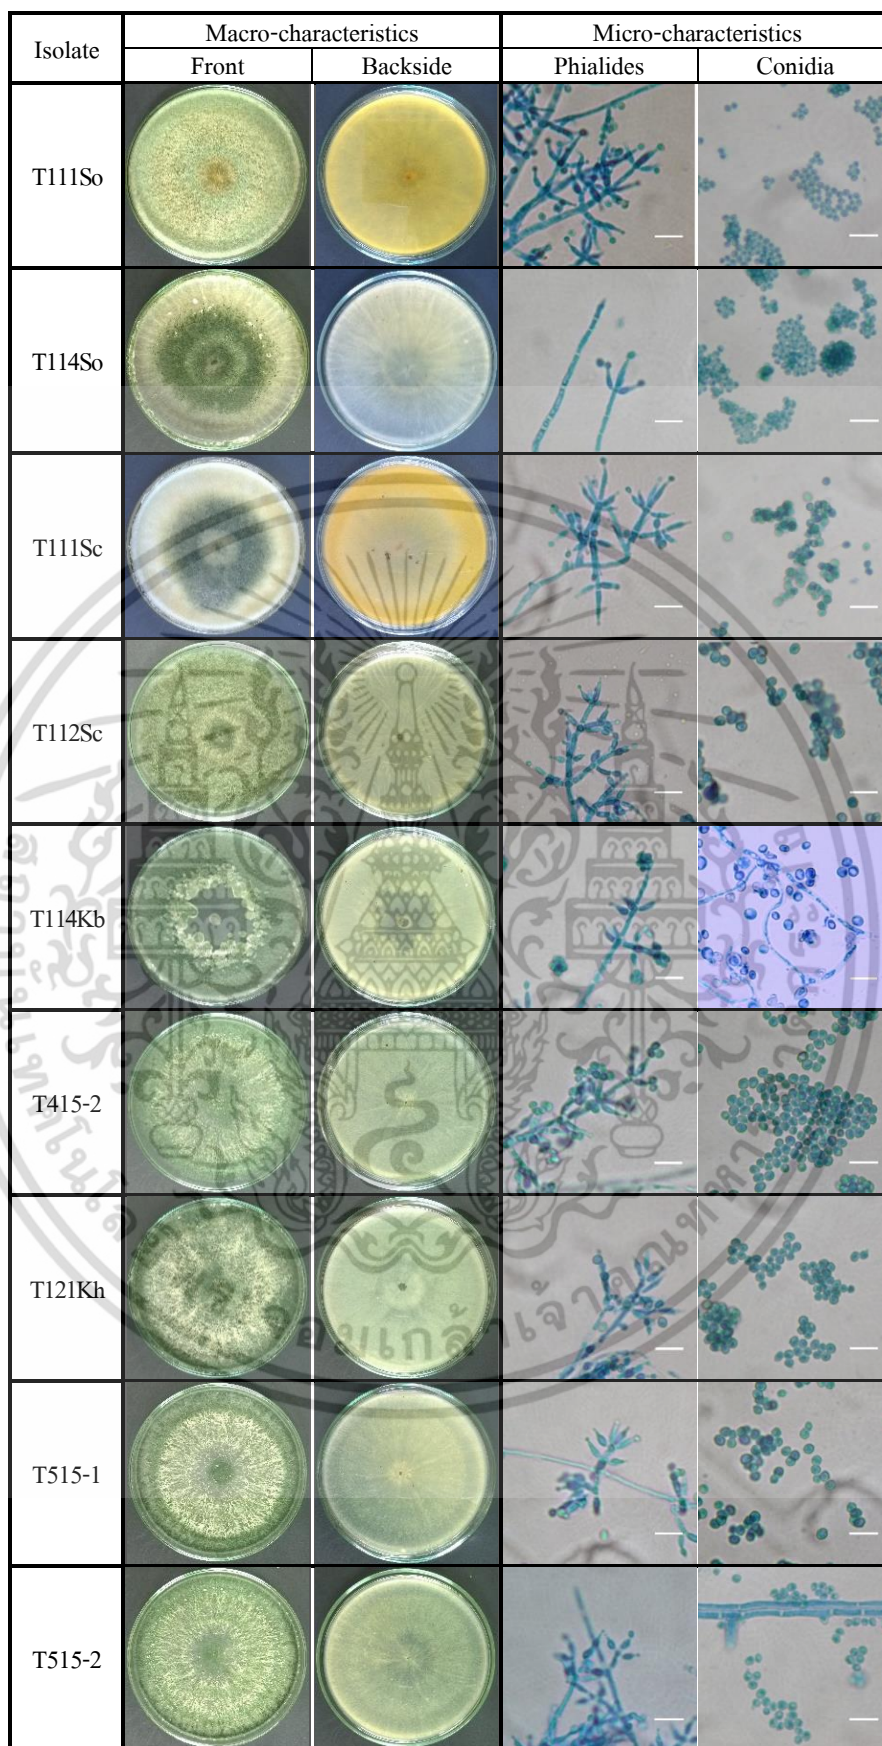 Isolate Macro-characteristics Micro-characteristics
Front Backside Phialides Conidia
T111So
T114So
T111Sc
T112Sc
T114Kb
T415-2
T121Kh
T515-1
T515-2